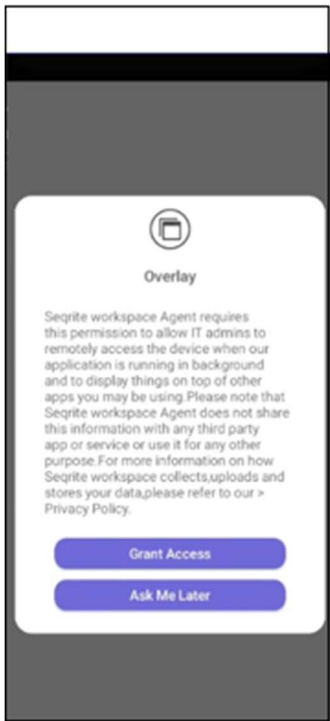 Overlay
Seqrite workspace Agent requires
this permission to allow IT admins to
remotely access the device when our
application is running in background
and to display things on top of other
apps you may be using.Please note that
Seqrite workspace Agent does not share
this information with any third party
app or service or use it for any other
purpose.For more information on how
Seqrite workspace collects,uploads and
stores your data,please refer to our >
Privacy Policy.
Grant Access
Ask Me Later